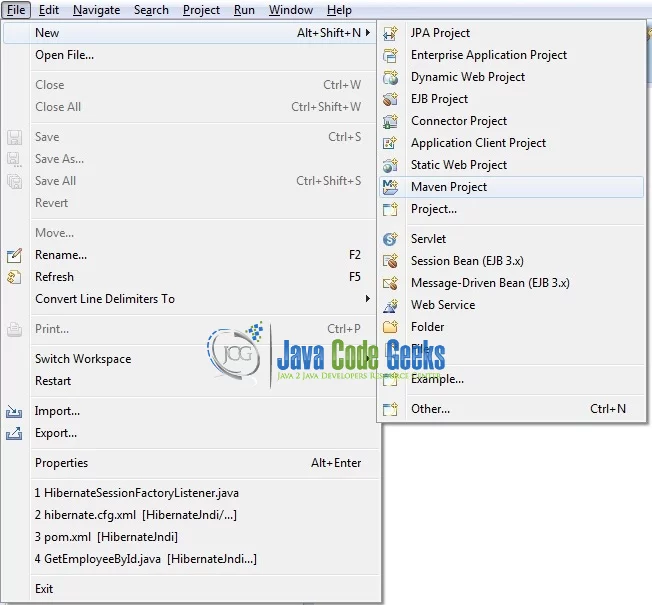 File Edit Navigate Search Project Run Window Help
New Alt+Shift+N
Open File...
Close Ctrl+W
Close All Ctrl+Shift+W
Save Ctrl+S
Save As...
Save All Ctrl+Shift+S
Revert
Move...
Rename... F2
Refresh F5
Convert Line Delimiters To
Print... Ctrl+P
Switch Workspace
Restart
Import...
Export...
Properties Alt+Enter
1 HibernateSessionFactoryListener.java
2 hibernate.cfg.xml [HibernateJndi/...]
3 pom.xml [HibernateJndi]
4 GetEmployeeById.java [HibernateJndi...]
Exit
JPA Project
Enterprise Application Project
Dynamic Web Project
EJB Project
Connector Project
Application Client Project
Static Web Project
Maven Project
Project...
Servlet
Session Bean (EJB 3.x)
Message-Driven Bean (EJB 3.x)
Web Service
Folder
File
Example...
Other... Ctrl+N
JCG
Java Code Geeks
Java 2 Java Developers Resource Center